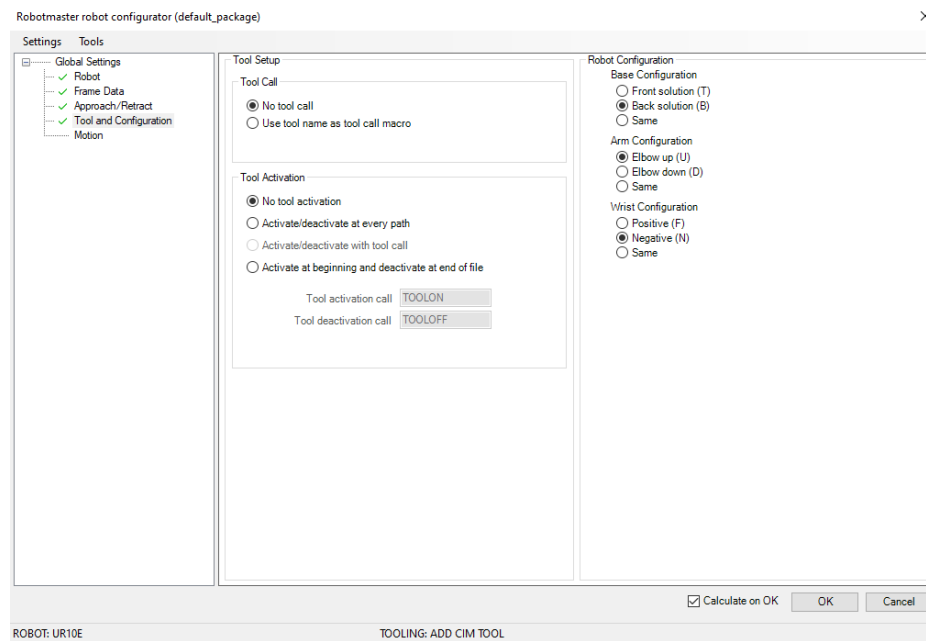 Robotmaster robot configurator (default_package)
Settings Tools
Global Settings
Robot
Frame Data
Approach/Retract
Tool and Configuration
Motion
Tool Setup
Tool Call
No tool call
Use tool name as tool call macro
Tool Activation
No tool activation
Activate/deactivate at every path
Activate/deactivate with tool call
Activate at beginning and deactivate at end of file
Tool activation call TOOLON
Tool deactivation call TOOLOFF
Robot Configuration
Base Configuration
Front solution (T)
Back solution (B)
Same
Arm Configuration
Elbow up (U)
Elbow down (D)
Same
Wrist Configuration
Positive (F)
Negative (N)
Same
Calculate on OK OK Cancel
ROBOT: UR10E TOOLING: ADD CIM TOOL